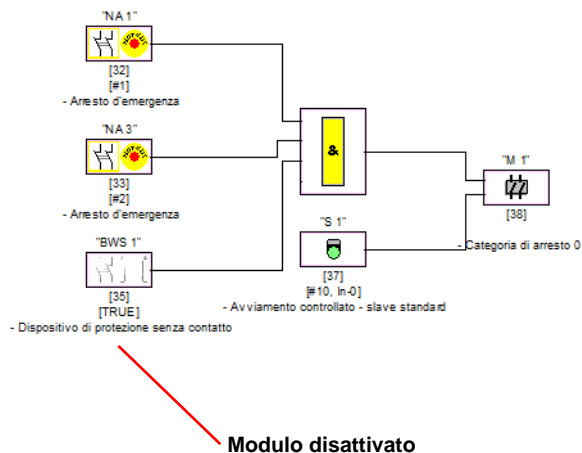 "NA 1"
[32]
[#1]
- Arresto d'emergenza
"NA 3"
[33]
[#2]
- Arresto d'emergenza
"BWS 1"
[35]
[TRUE]
- Dispositivo di protezione senza contatto
&
"S 1"
[37]
[#10, In-0]
- Avviamento controllato - slave standard
"M 1"
[38]
- Categoria di arresto 0
Modulo disattivato